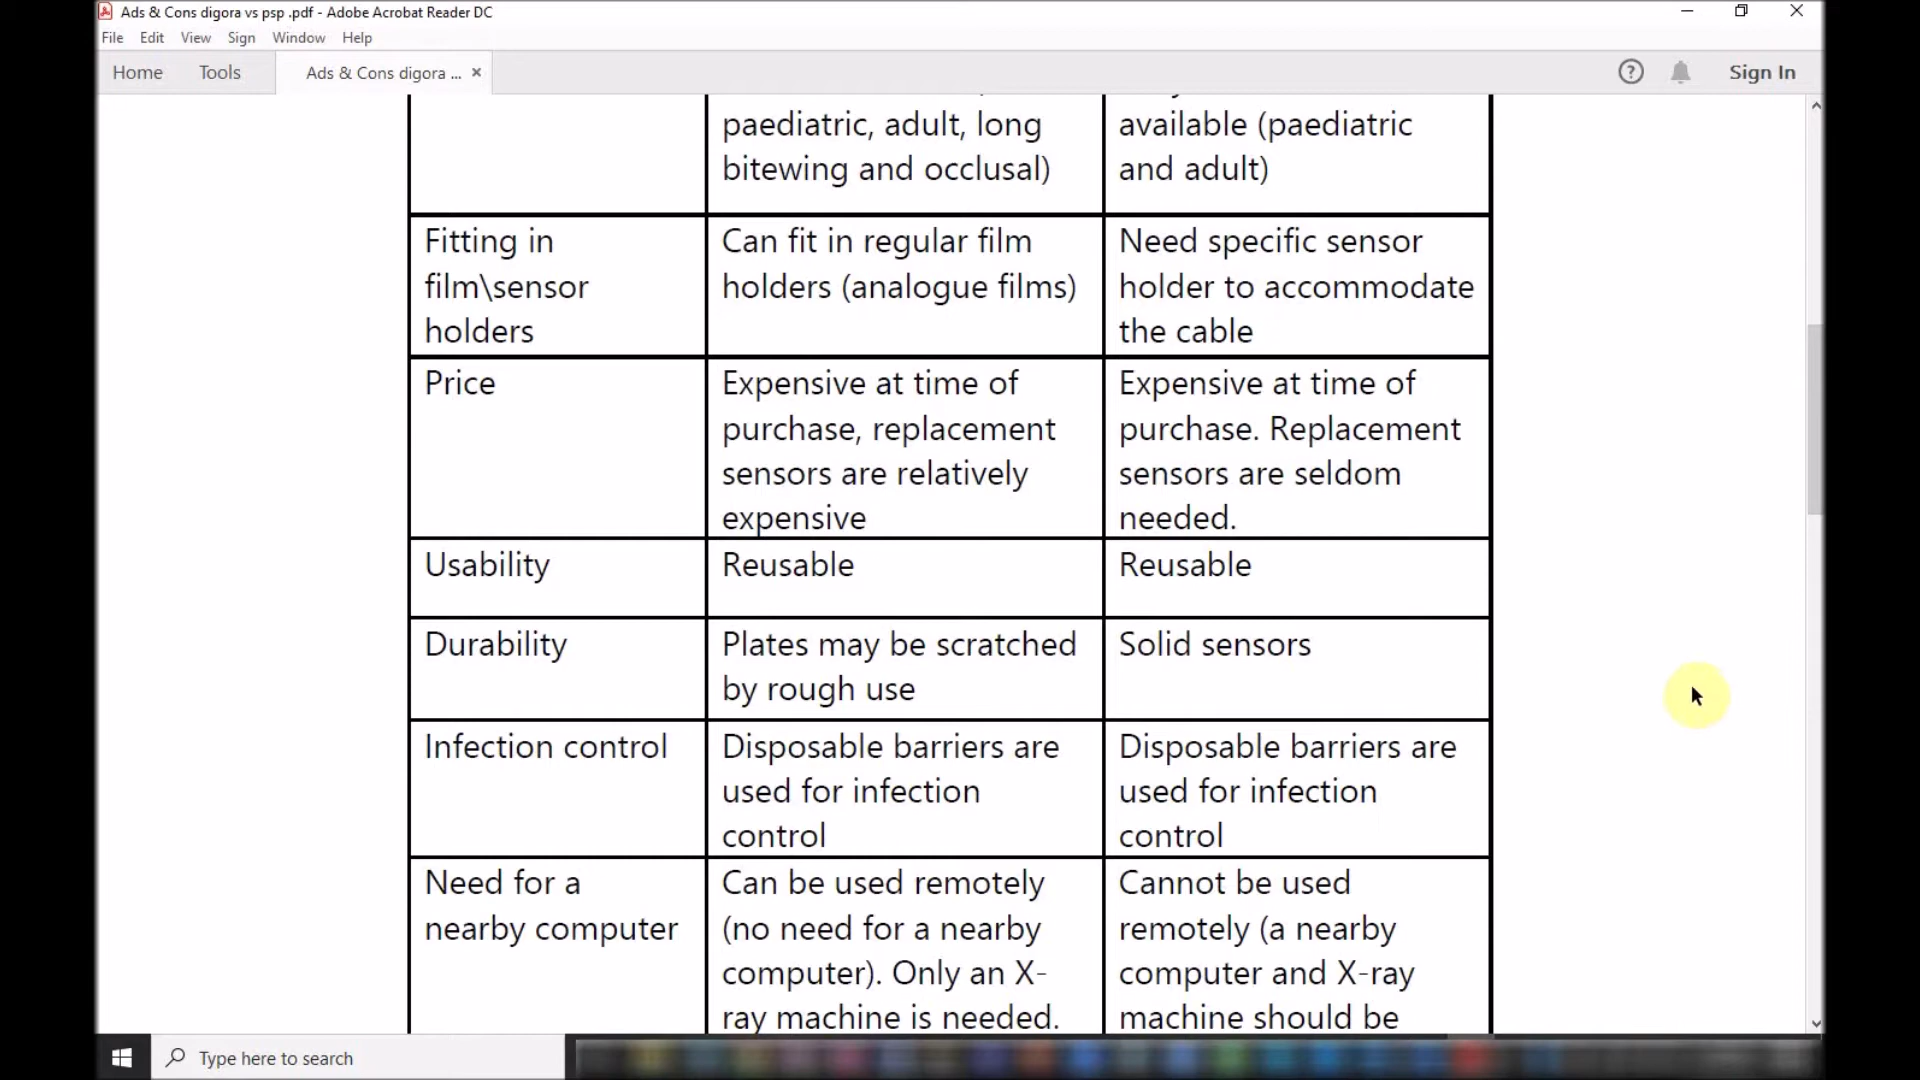 Ads & Cons digora vs psp .pdf - Adobe Acrobat Reader DC
File Edit View Sign Window Help
Home Tools Ads & Cons digora ... × Sign In
paediatric, adult, long
bitewing and occlusal)
available (paediatric
and adult)
Fitting in
film\sensor
holders
Can fit in regular film
holders (analogue films)
Need specific sensor
holder to accommodate
the cable
Price
Expensive at time of
purchase, replacement
sensors are relatively
expensive
Expensive at time of
purchase. Replacement
sensors are seldom
needed.
Usability
Reusable
Reusable
Durability
Plates may be scratched
by rough use
Solid sensors
Infection control
Disposable barriers are
used for infection
control
Disposable barriers are
used for infection
control
Need for a
nearby computer
Can be used remotely
(no need for a nearby
computer). Only an X-
ray machine is needed.
Cannot be used
remotely (a nearby
computer and X-ray
machine should be
Type here to search